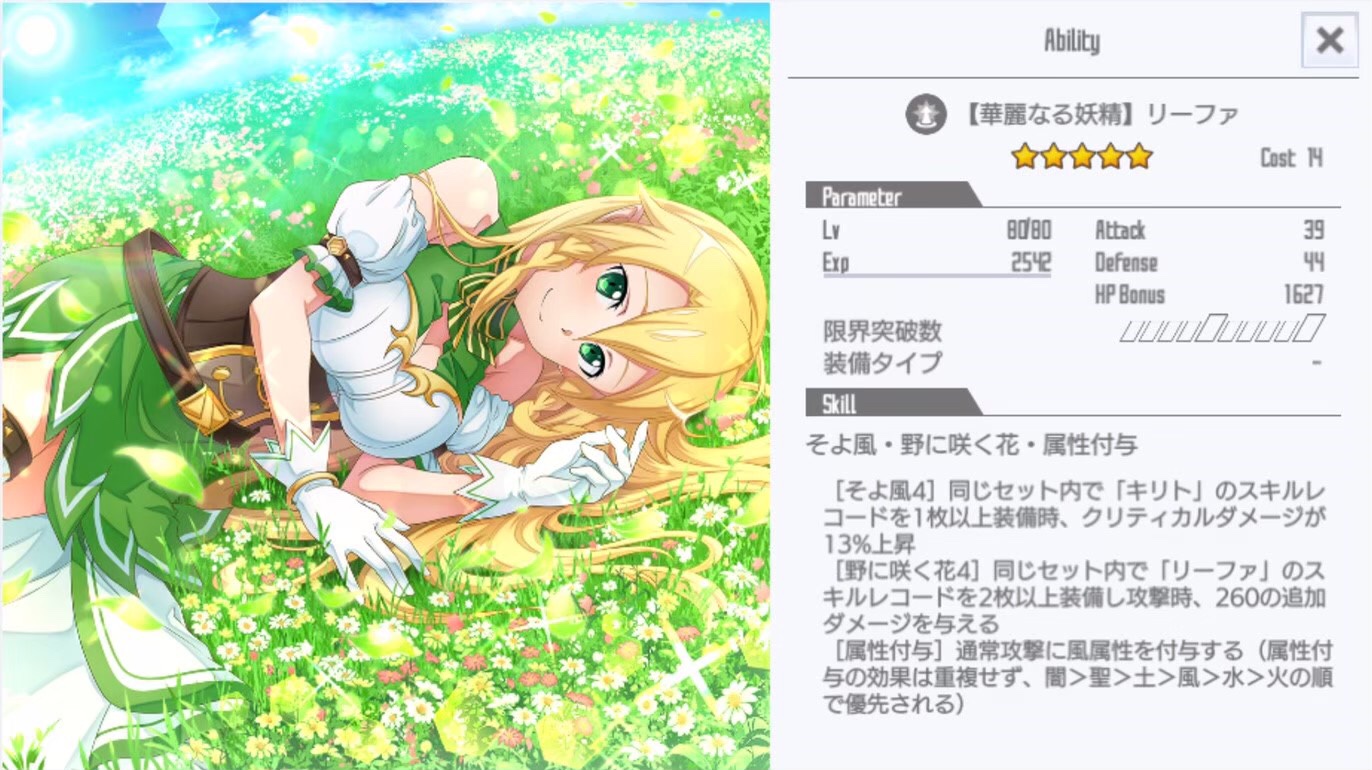 Ability
【華麗なる妖精】リーファ
Cost 14
Parameter
Lv 80/80 Attack 39
Exp 2542 Defense 44
HP Bonus 1627
限界突破数
装備タイプ -
Skill
そよ風・野に咲く花・属性付与
［そよ風4］同じセット内で「キリト」のスキルレ
コードを1枚以上装備時、クリティカルダメージが
13%上昇
［野に咲く花4］同じセット内で「リーファ」のス
キルレコードを2枚以上装備し攻撃時、260の追加
ダメージを与える
［属性付与］通常攻撃に風属性を付与する（属性付
与の効果は重複せず、闇＞聖＞土＞風＞水＞火の順
で優先される）